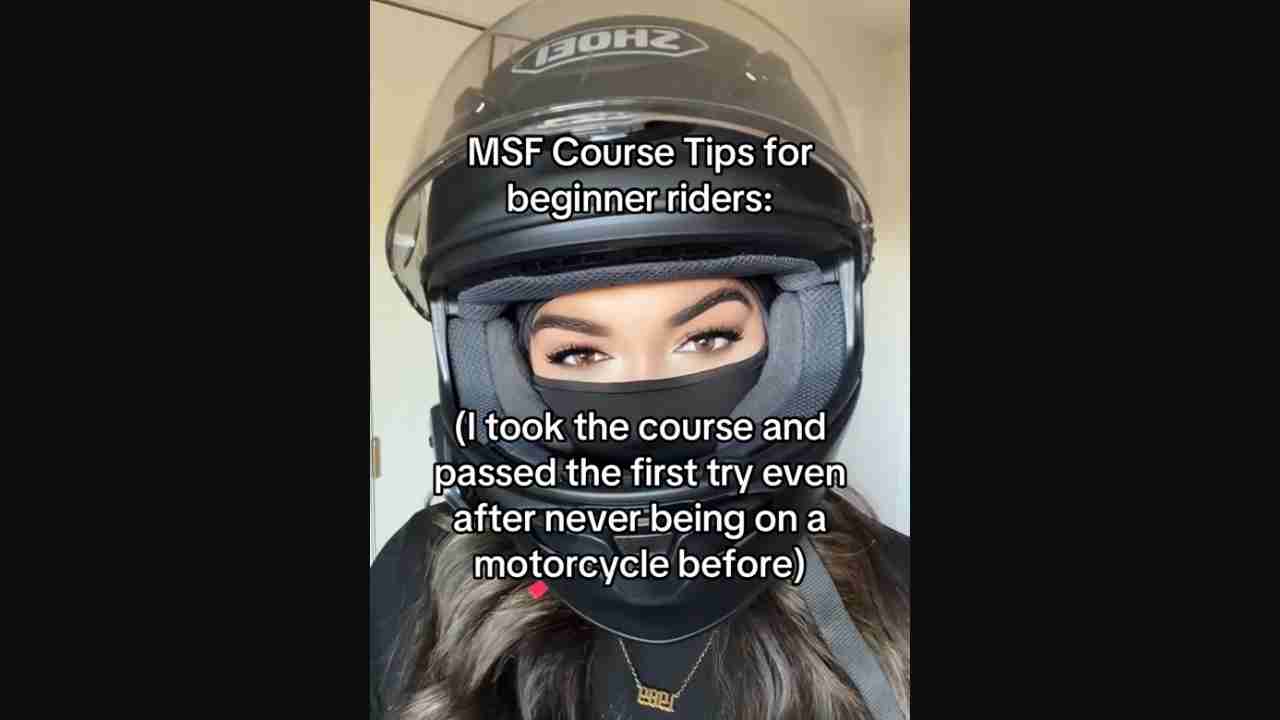 SHOEI
MSF Course Tips for
beginner riders:
(I took the course and
passed the first try even
after never being on a
motorcycle before)